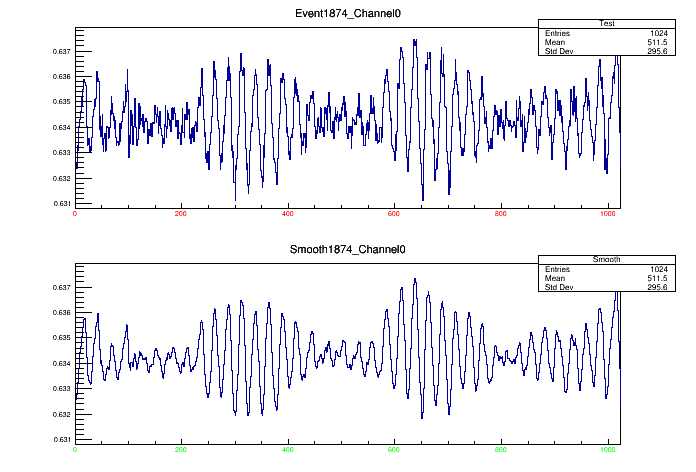 Event1874_Channel0
Test
Entries 1024
Mean 511.5
Std Dev 295.6
0.637
0.636
0.635
0.634
0.633
0.632
0.631
0 200 400 600 800 1000
Smooth1874_Channel0
Smooth
Entries 1024
Mean 511.5
Std Dev 295.6
0.637
0.636
0.635
0.634
0.633
0.632
0.631
0 200 400 600 800 1000